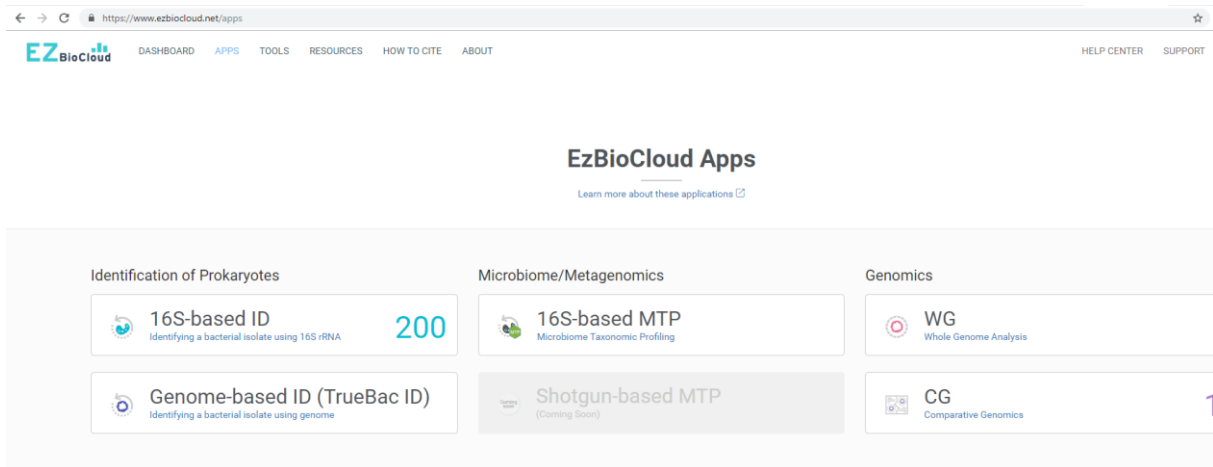 https://www.ezbiocloud.net/apps
EZBioCloud DASHBOARD APPS TOOLS RESOURCES HOW TO CITE ABOUT HELP CENTER SUPPORT
EzBioCloud Apps
Learn more about these applications
Identification of Prokaryotes
16S-based ID
Identifying a bacterial isolate using 16S rRNA
200
Genome-based ID (TrueBac ID)
Identifying a bacterial isolate using genome
Microbiome/Metagenomics
16S-based MTP
Microbiome Taxonomic Profiling
Shotgun-based MTP
(Coming Soon)
Genomics
WG
Whole Genome Analysis
CG
Comparative Genomics